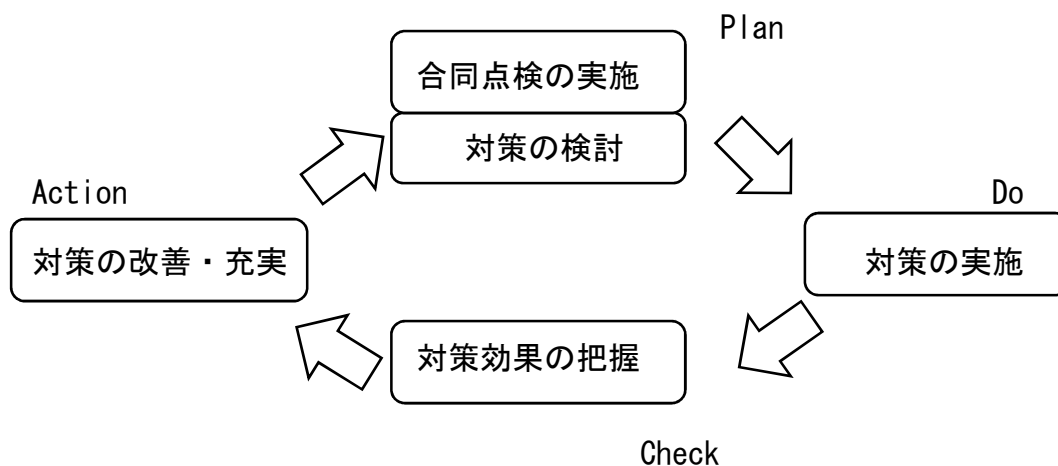 Plan
合同点検の実施
対策の検討
Action
Do
対策の改善・充実
対策の実施
対策効果の把握
Check